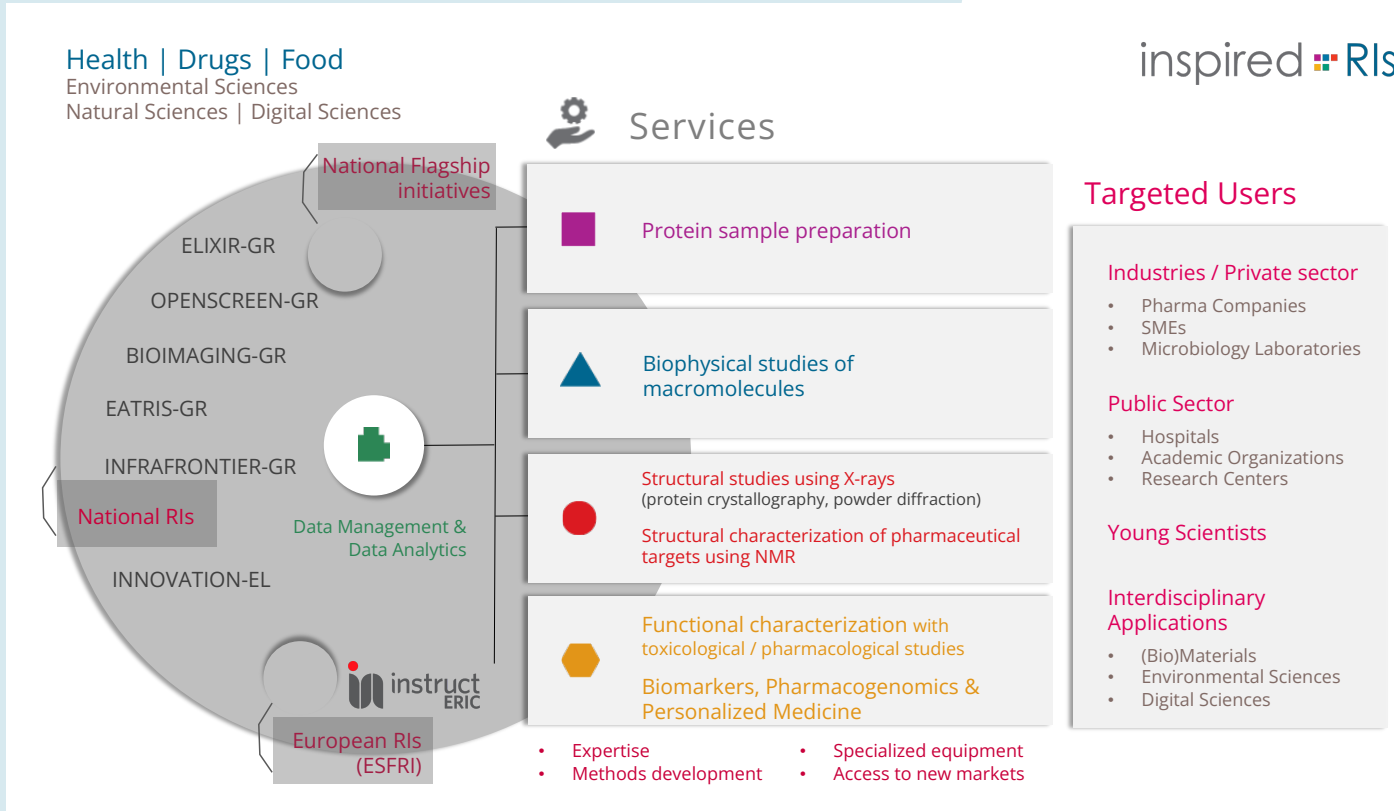 Health | Drugs | Food
Environmental Sciences
Natural Sciences | Digital Sciences
inspired RIs
Services
National Flagship
initiatives
ELIXIR-GR
OPENSCREEN-GR
BIOIMAGING-GR
EATRIS-GR
INFRAFRONTIER-GR
National RIs
INNOVATION-EL
Data Management &
Data Analytics
instruct
ERIC
European RIs
(ESFRI)
Protein sample preparation
Biophysical studies of
macromolecules
Structural studies using X-rays
(protein crystallography, powder diffraction)
Structural characterization of pharmaceutical
targets using NMR
Functional characterization with
toxicological / pharmacological studies
Biomarkers, Pharmacogenomics &
Personalized Medicine
• Expertise
• Methods development
• Specialized equipment
• Access to new markets
Targeted Users
Industries / Private sector
• Pharma Companies
• SMEs
• Microbiology Laboratories
Public Sector
• Hospitals
• Academic Organizations
• Research Centers
Young Scientists
Interdisciplinary
Applications
• (Bio)Materials
• Environmental Sciences
• Digital Sciences